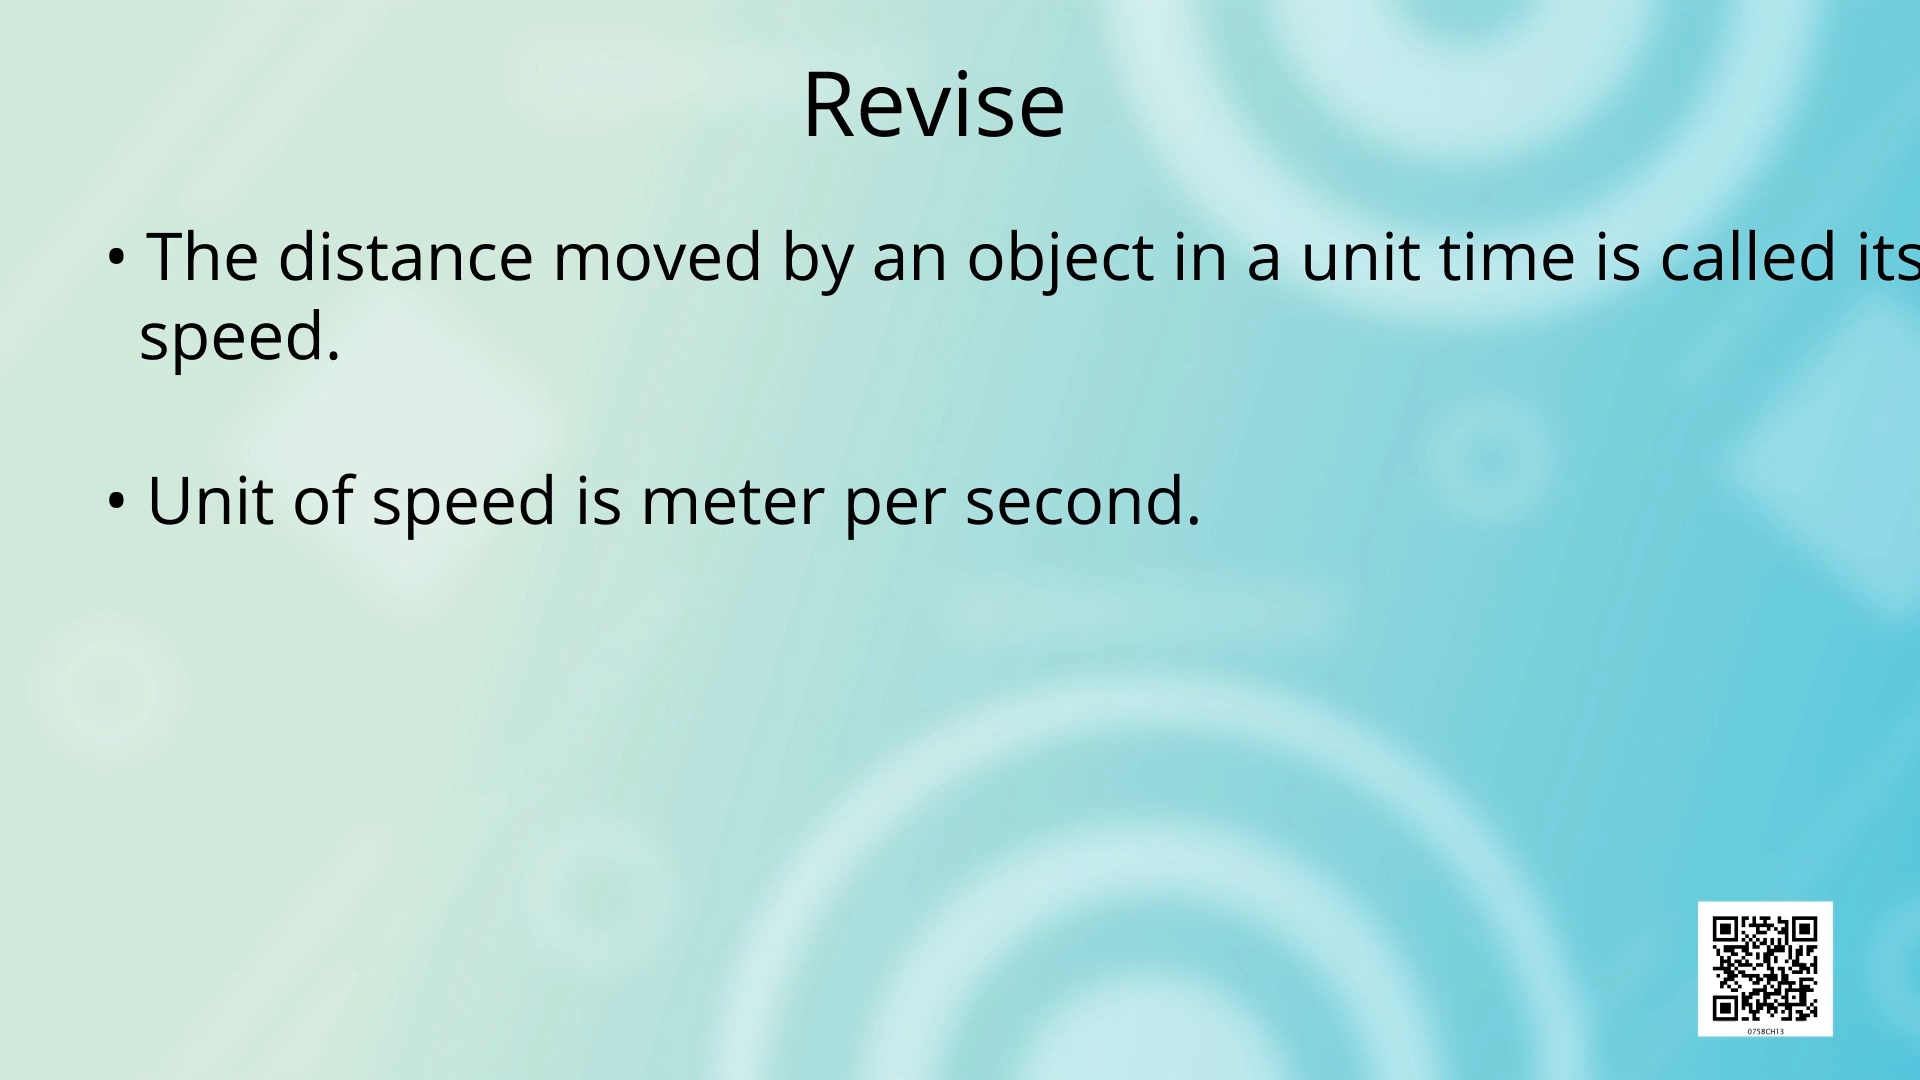 Revise
• The distance moved by an object in a unit time is called its
speed.
• Unit of speed is meter per second.
0758CH13